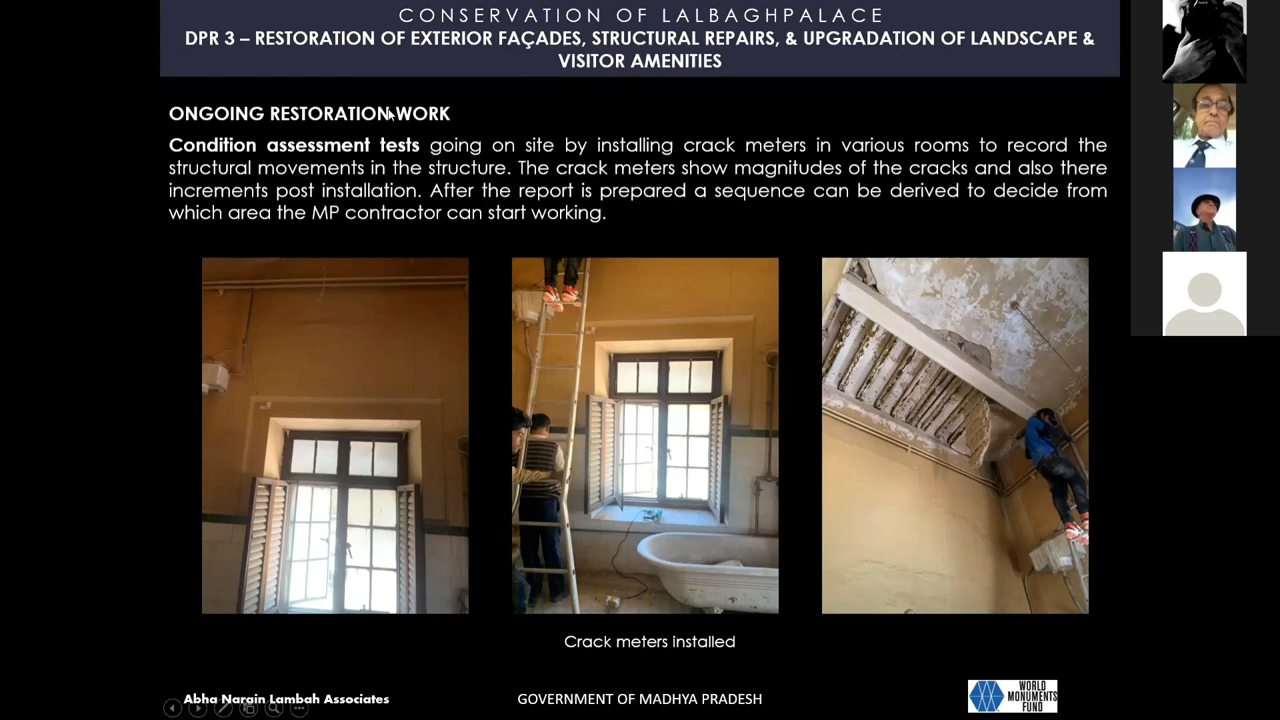 CONSERVATION OF LALBAGHPALACE
DPR 3 – RESTORATION OF EXTERIOR FAÇADES, STRUCTURAL REPAIRS, & UPGRADATION OF LANDSCAPE &
VISITOR AMENITIES
ONGOING RESTORATION WORK
Condition assessment tests going on site by installing crack meters in various rooms to record the
structural movements in the structure. The crack meters show magnitudes of the cracks and also there
increments post installation. After the report is prepared a sequence can be derived to decide from
which area the MP contractor can start working.
Crack meters installed
Abha Narain Lambah Associates
GOVERNMENT OF MADHYA PRADESH
WORLD
MONUMENTS
FUND